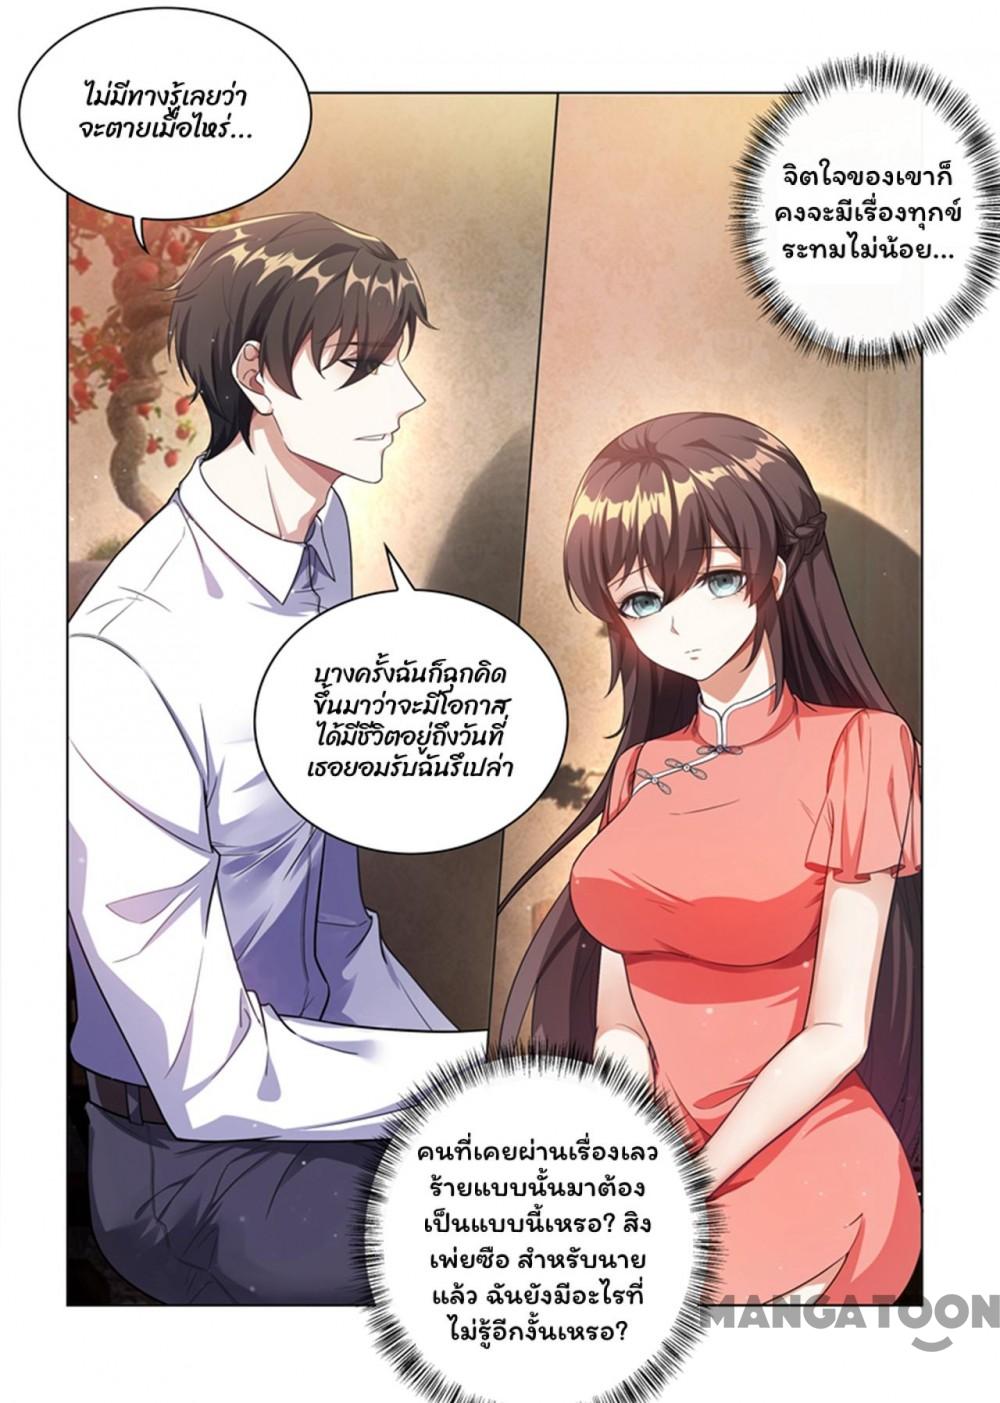 ไม่มีทางรู้เลยว่า
จะตายเมื่อไหร่...
จิตใจของเขาก็
คงจะมีเรื่องทุกข์
ระทมไม่น้อย...
บางครั้งฉันก็ฉุกคิด
ขึ้นมาว่าจะมีโอกาส
ได้มีชีวิตอยู่ถึงวันที่
เธอยอมรับฉันรึเปล่า
คนที่เคยผ่านเรื่องเลว
ร้ายแบบนั้นมาต้อง
เป็นแบบนี้เหรอ? สิง
เพ่ยซือ สำหรับนาย
แล้ว ฉันยังมีอะไรที่
ไม่รู้อีกงั้นเหรอ?
MANGATOON